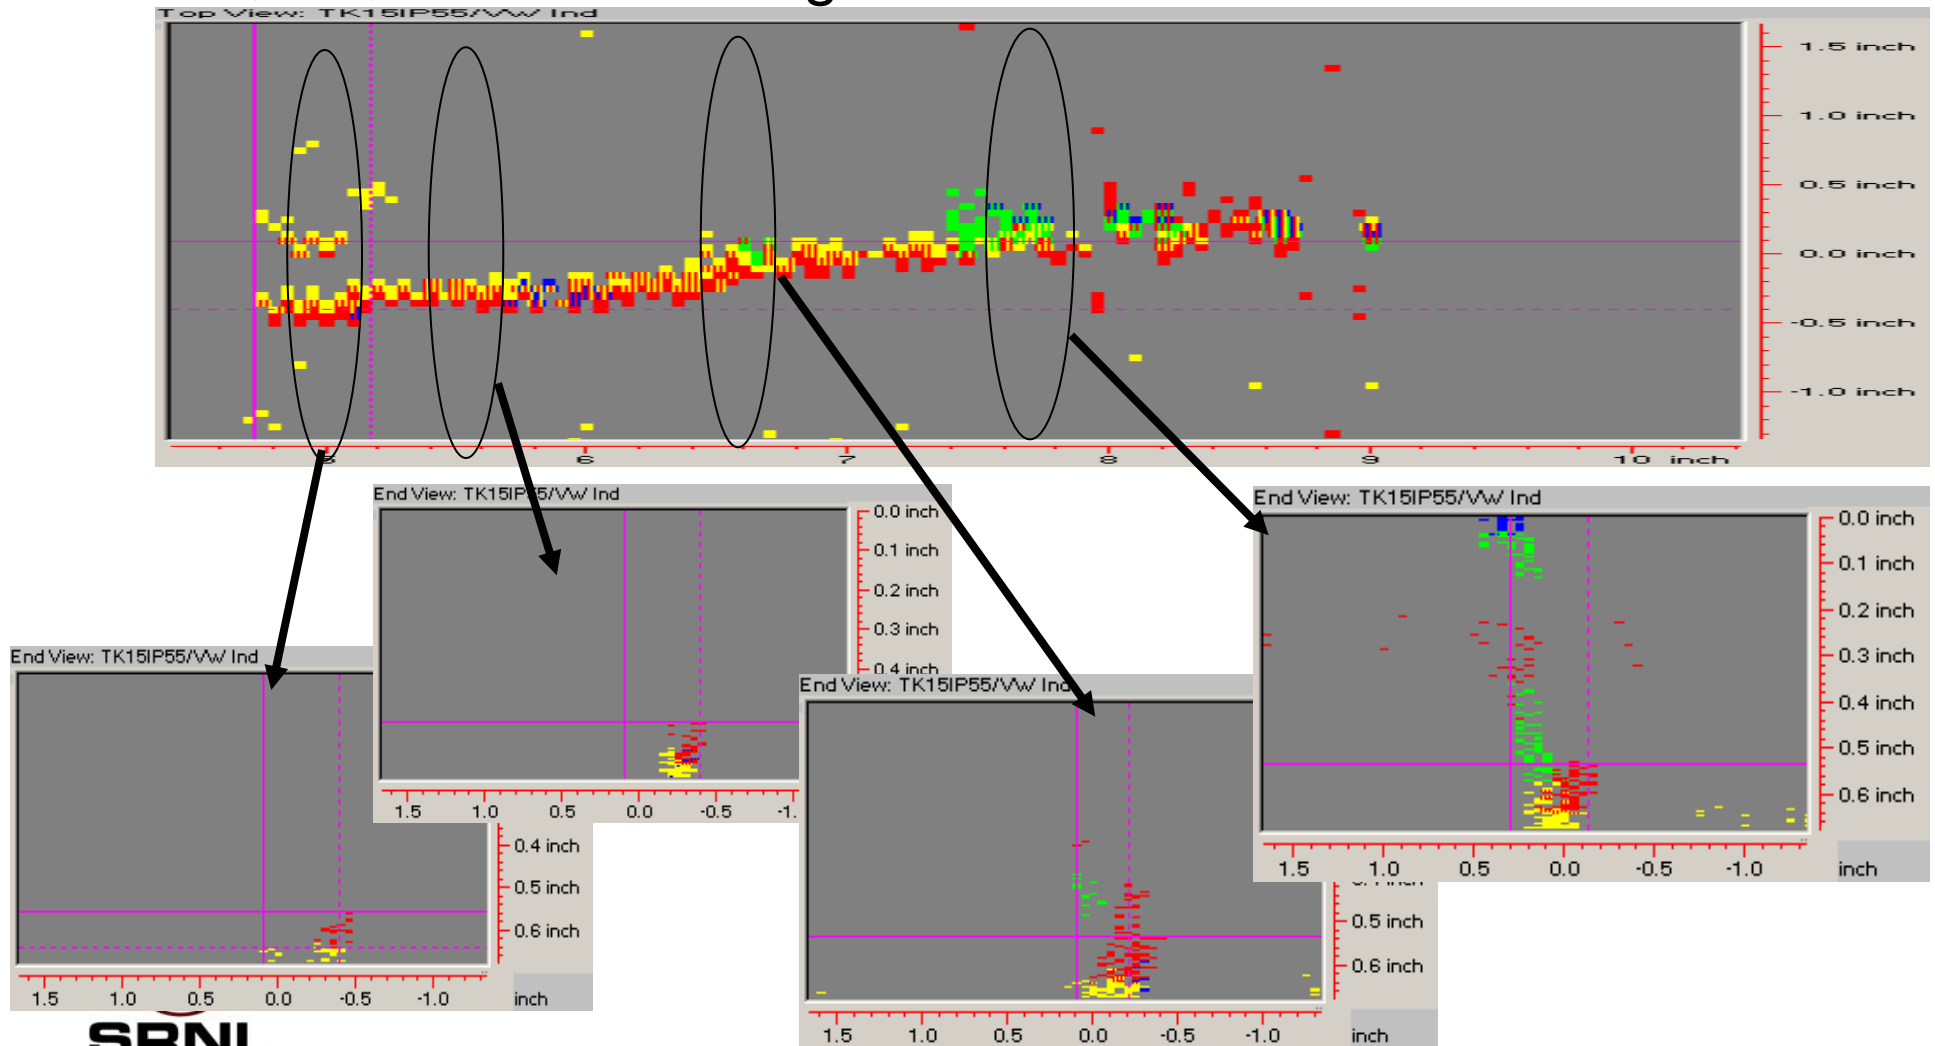 Top View: TK15IP55/VW Ind
1.5 inch
1.0 inch
0.5 inch
0.0 inch
-0.5 inch
-1.0 inch
5 6 7 8 9 10 inch
End View: TK15IP55/VW Ind
0.0 inch
0.1 inch
0.2 inch
0.3 inch
0.4 inch
1.5 1.0 0.5 0.0 -0.5 -1.
End View: TK15IP55/VW Ind
0.0 inch
0.1 inch
0.2 inch
0.3 inch
0.4 inch
0.5 inch
0.6 inch
1.5 1.0 0.5 0.0 -0.5 -1.0 inch
End View: TK15IP55/VW Ind
0.4 inch
0.5 inch
0.6 inch
1.5 1.0 0.5 0.0 -0.5 -1.0 inch
End View: TK15IP55/VW Ind
0.5 inch
0.6 inch
1.5 1.0 0.5 0.0 -0.5 -1.0 inch
SRNL